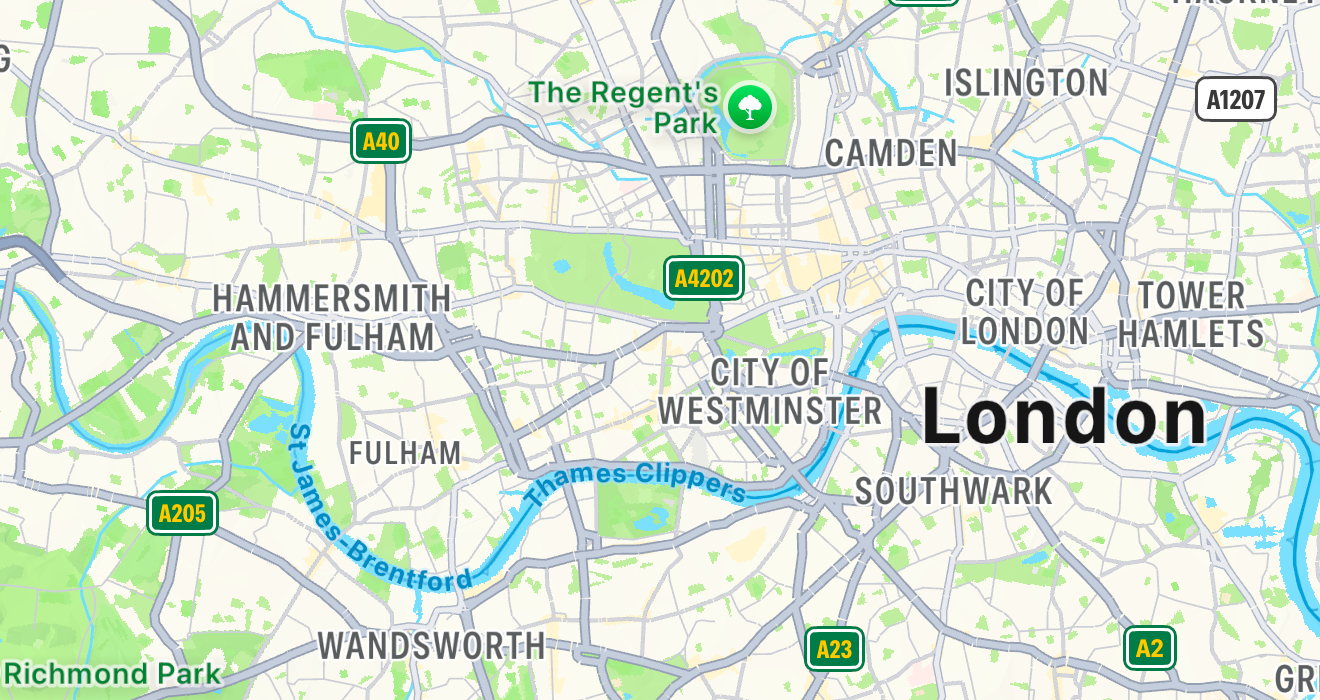 The Regent's
Park
ISLINGTON
A1207
A40
CAMDEN
A4202
HAMMERSMITH
AND FULHAM
CITY OF
LONDON
TOWER
HAMLETS
CITY OF
WESTMINSTER
London
FULHAM
St James-Brentford
Thames Clippers
SOUTHWARK
A205
WANDSWORTH
A23
A2
Richmond Park